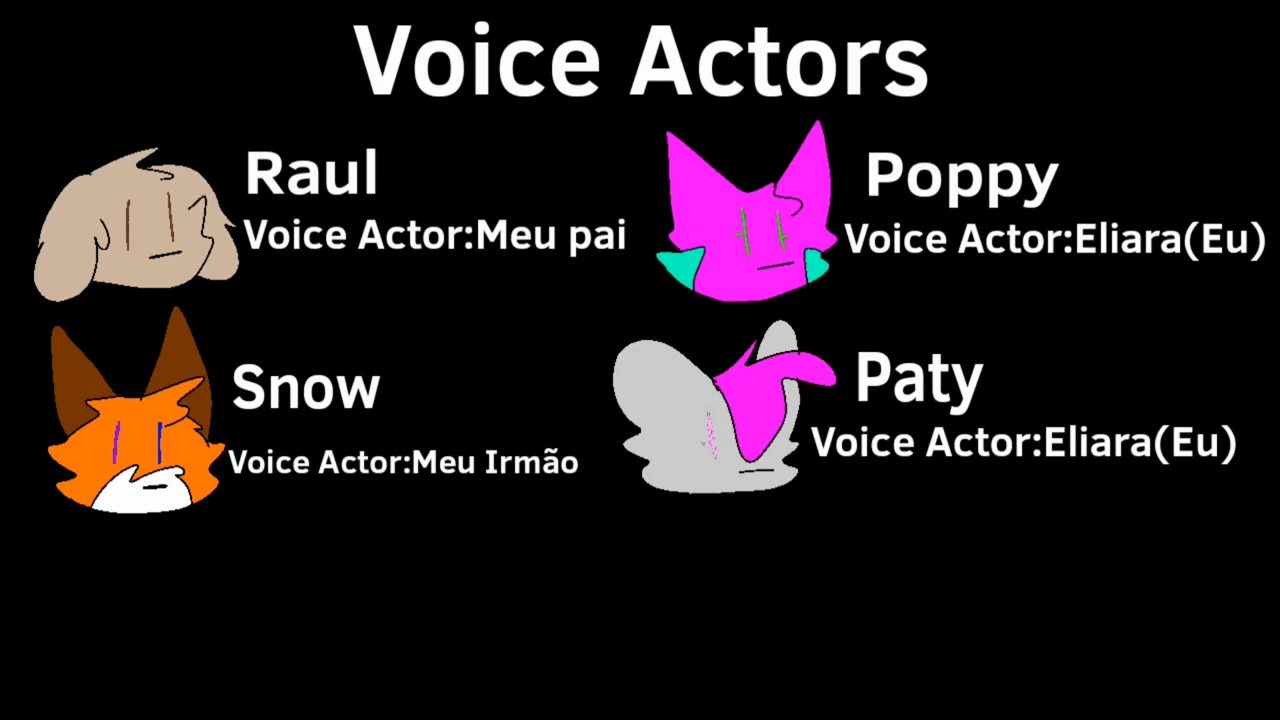 Voice Actors
Raul
Voice Actor:Meu pai
Poppy
Voice Actor:Eliara(Eu)
Snow
Voice Actor:Meu Irmão
Paty
Voice Actor:Eliara(Eu)